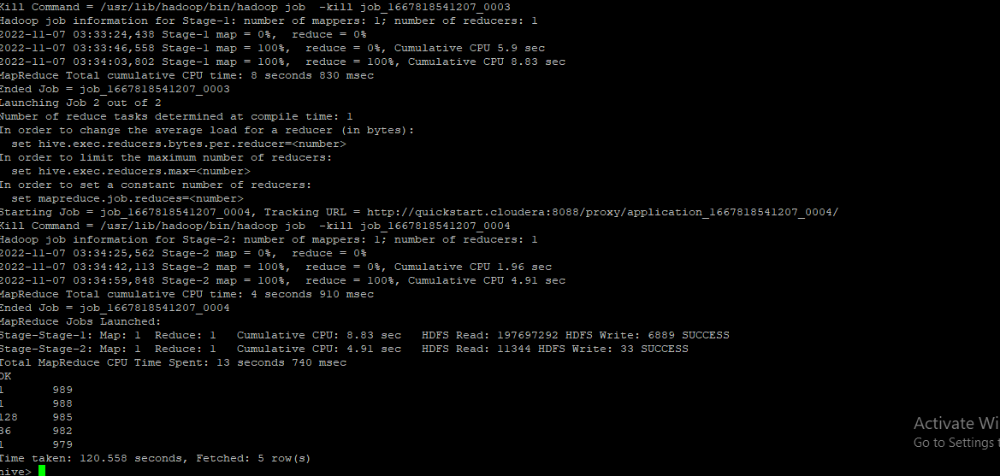 Kill Command = /usr/lib/hadoop/bin/hadoop job  -kill job_1667818541207_0003
Hadoop job information for Stage-1: number of mappers: 1; number of reducers: 1
2022-11-07 03:33:24,438 Stage-1 map = 0%,  reduce = 0%
2022-11-07 03:33:46,558 Stage-1 map = 100%,  reduce = 0%, Cumulative CPU 5.9 sec
2022-11-07 03:34:03,802 Stage-1 map = 100%,  reduce = 100%, Cumulative CPU 8.83 sec
MapReduce Total cumulative CPU time: 8 seconds 830 msec
Ended Job = job_1667818541207_0003
Launching Job 2 out of 2
Number of reduce tasks determined at compile time: 1
In order to change the average load for a reducer (in bytes):
  set hive.exec.reducers.bytes.per.reducer=<number>
In order to limit the maximum number of reducers:
  set hive.exec.reducers.max=<number>
In order to set a constant number of reducers:
  set mapreduce.job.reduces=<number>
Starting Job = job_1667818541207_0004, Tracking URL = http://quickstart.cloudera:8088/proxy/application_1667818541207_0004/
Kill Command = /usr/lib/hadoop/bin/hadoop job  -kill job_1667818541207_0004
Hadoop job information for Stage-2: number of mappers: 1; number of reducers: 1
2022-11-07 03:34:25,562 Stage-2 map = 0%,  reduce = 0%
2022-11-07 03:34:42,113 Stage-2 map = 100%,  reduce = 0%, Cumulative CPU 1.96 sec
2022-11-07 03:34:59,848 Stage-2 map = 100%,  reduce = 100%, Cumulative CPU 4.91 sec
MapReduce Total cumulative CPU time: 4 seconds 910 msec
Ended Job = job_1667818541207_0004
MapReduce Jobs Launched:
Stage-Stage-1: Map: 1  Reduce: 1   Cumulative CPU: 8.83 sec   HDFS Read: 197697292 HDFS Write: 6889 SUCCESS
Stage-Stage-2: Map: 1  Reduce: 1   Cumulative CPU: 4.91 sec   HDFS Read: 11344 HDFS Write: 33 SUCCESS
Total MapReduce CPU Time Spent: 13 seconds 740 msec
OK
1       989
1       988
128     985
36      982
1       979
Time taken: 120.558 seconds, Fetched: 5 row(s)
hive>
Activate Wi
Go to Settings t